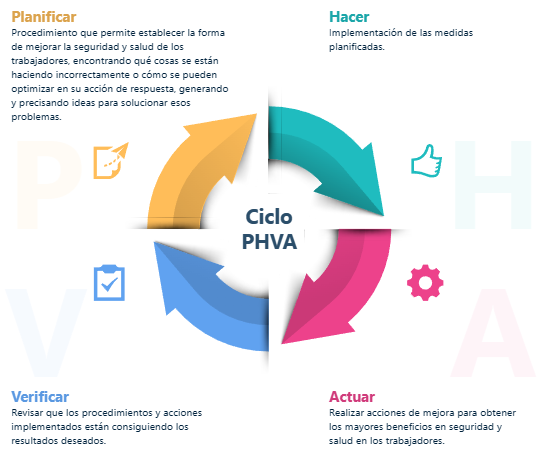 Planificar
Procedimiento que permite establecer la forma
de mejorar la seguridad y salud de los
trabajadores, encontrando qué cosas se están
haciendo incorrectamente o cómo se pueden
optimizar en su acción de respuesta, generando
y precisando ideas para solucionar esos
problemas.
Hacer
Implementación de las medidas
planificadas.
P
H
Ciclo
PHVA
V
A
Verificar
Revisar que los procedimientos y acciones
implementados están consiguiendo los
resultados deseados.
Actuar
Realizar acciones de mejora para obtener
los mayores beneficios en seguridad y
salud en los trabajadores.